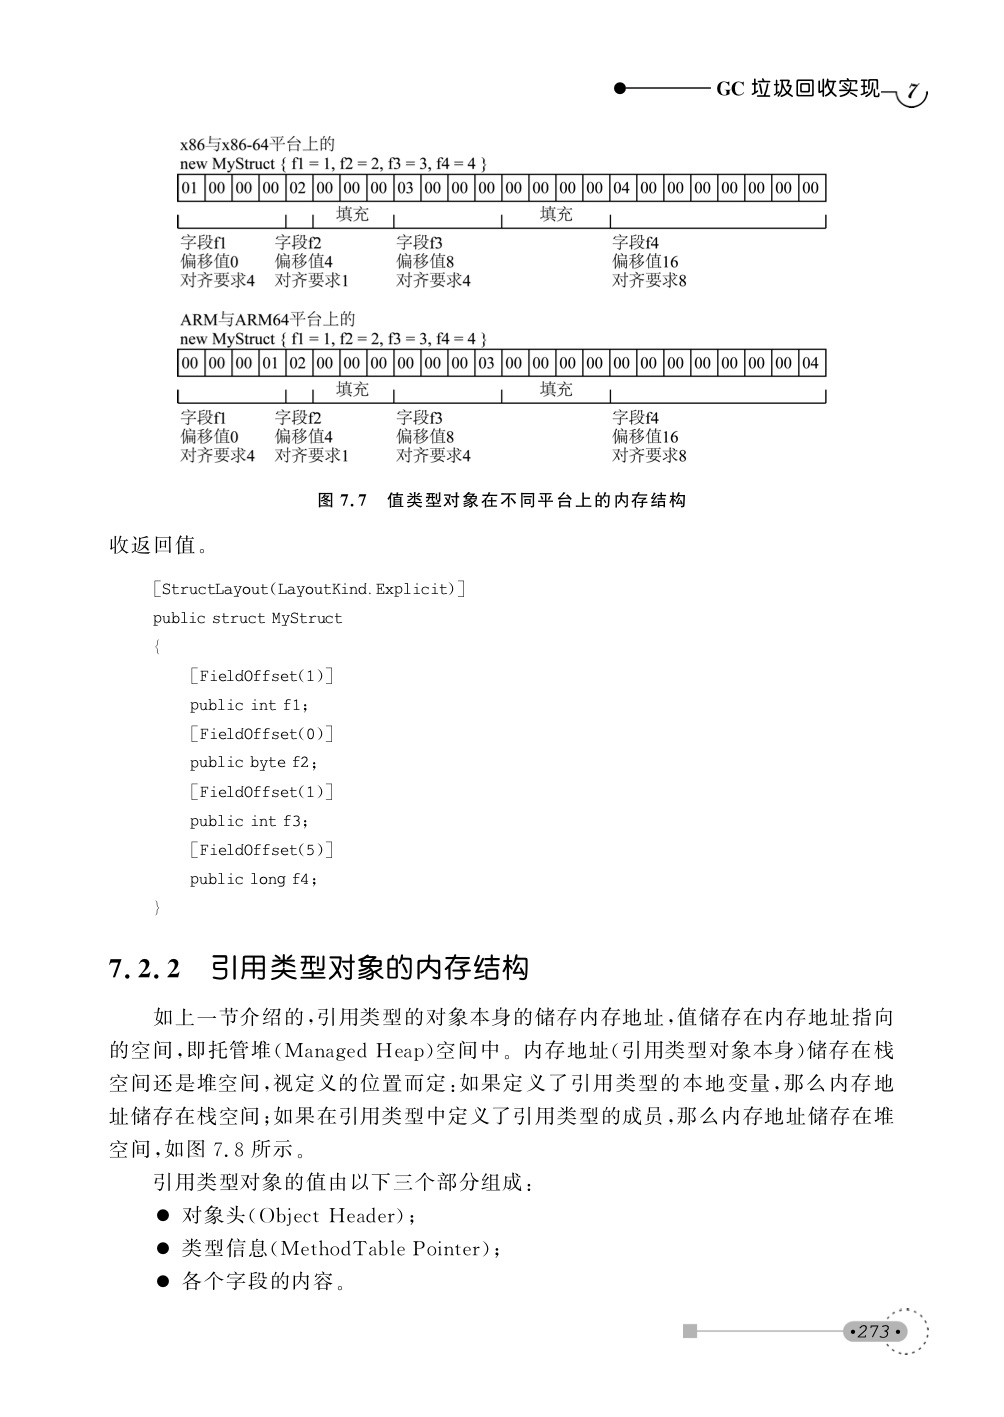 GC 垃圾回收实现 7
x86与x86-64平台上的
new MyStruct { f1 = 1, f2 = 2, f3 = 3, f4 = 4 }
01 00 00 00 02 00 00 00 03 00 00 00 00 00 00 00 04 00 00 00 00 00 00 00
填充 填充
字段f1 字段f2 字段f3 字段f4
偏移值0 偏移值4 偏移值8 偏移值16
对齐要求4 对齐要求1 对齐要求4 对齐要求8
ARM与ARM64平台上的
new MyStruct { f1 = 1, f2 = 2, f3 = 3, f4 = 4 }
00 00 00 01 02 00 00 00 00 00 00 03 00 00 00 00 00 00 00 00 00 00 00 04
填充 填充
字段f1 字段f2 字段f3 字段f4
偏移值0 偏移值4 偏移值8 偏移值16
对齐要求4 对齐要求1 对齐要求4 对齐要求8
图 7.7 值类型对象在不同平台上的内存结构
收返回值。
[StructLayout(LayoutKind.Explicit)]
public struct MyStruct
{
[FieldOffset(1)]
public int f1;
[FieldOffset(0)]
public byte f2;
[FieldOffset(1)]
public int f3;
[FieldOffset(5)]
public long f4;
}
7.2.2 引用类型对象的内存结构
如上一节介绍的,引用类型的对象本身的储存内存地址,值储存在内存地址指向
的空间,即托管堆(Managed Heap)空间中。内存地址(引用类型对象本身)储存在栈
空间还是堆空间,视定义的位置而定:如果定义了引用类型的本地变量,那么内存地
址储存在栈空间;如果在引用类型中定义了引用类型的成员,那么内存地址储存在堆
空间,如图 7.8 所示。
引用类型对象的值由以下三个部分组成:
● 对象头(Object Header);
● 类型信息(MethodTable Pointer);
● 各个字段的内容。
·273·